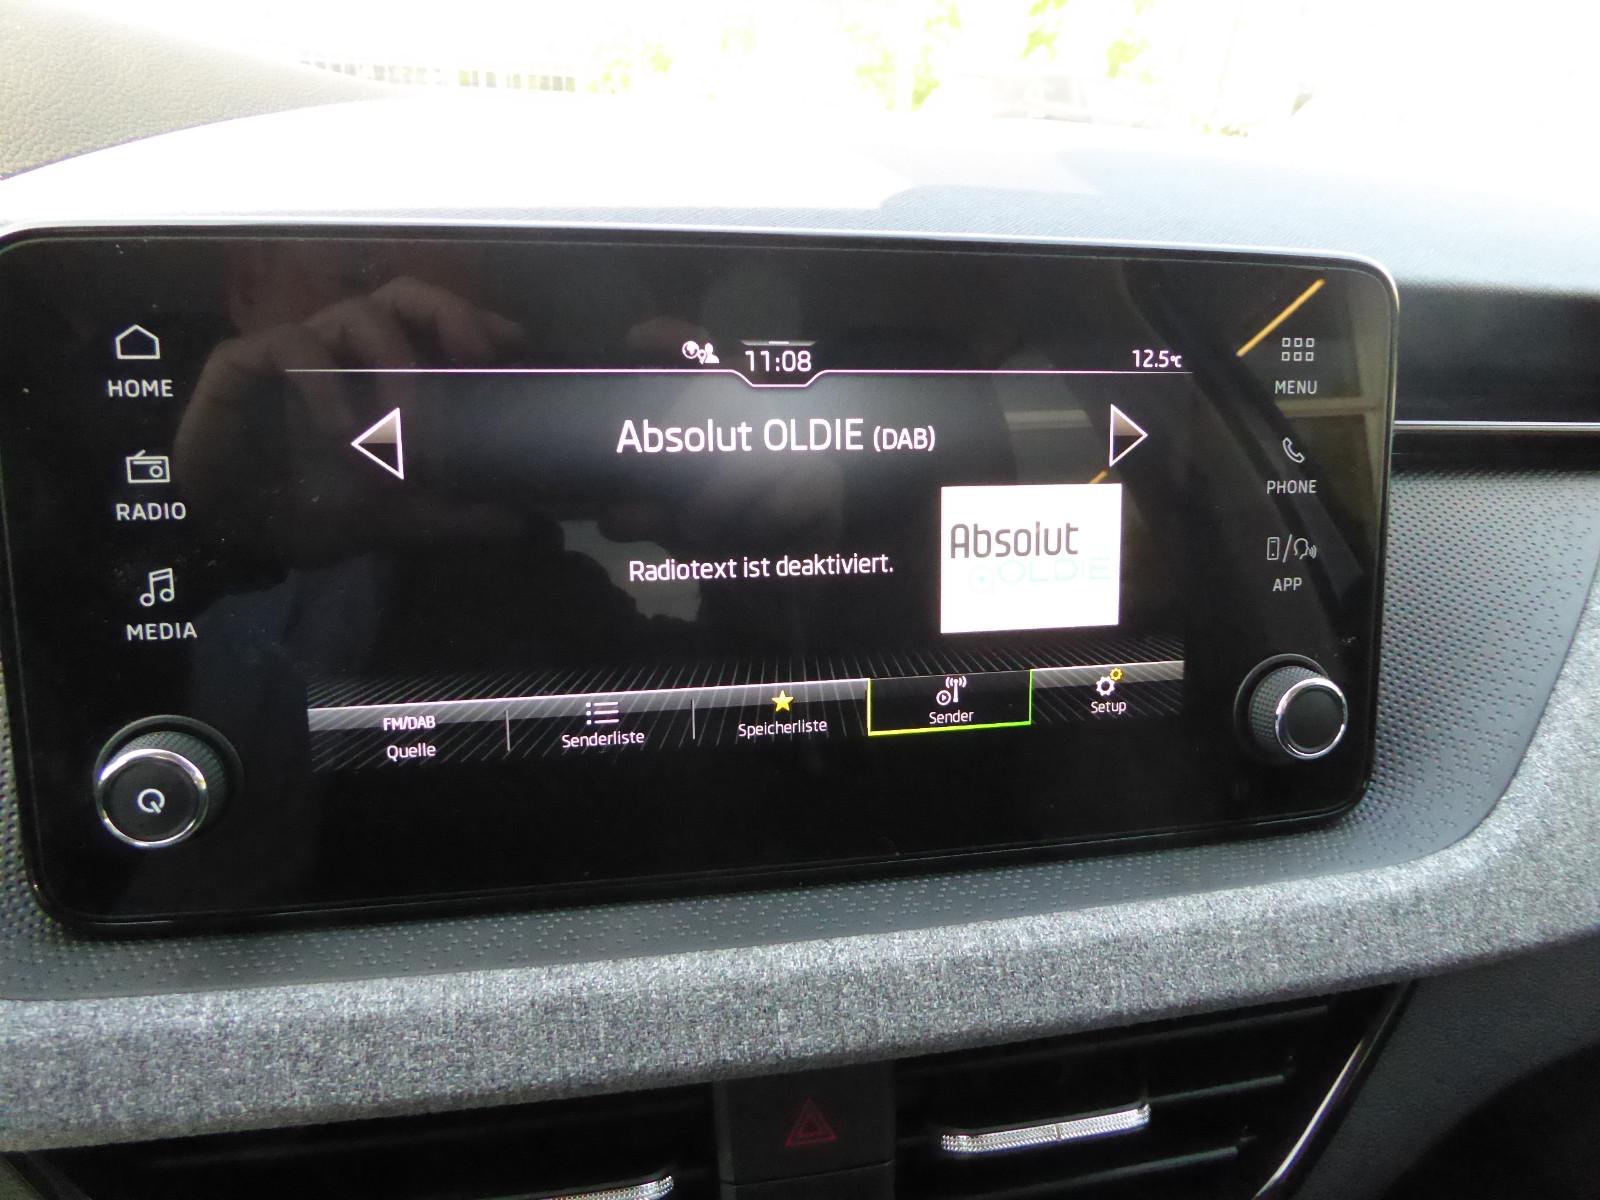 HOME
RADIO
MEDIA
11:08
12.5°C
Absolut OLDIE (DAB)
Radiotext ist deaktiviert.
Absolut
OLDIE
FM/DAB
Quelle
Senderliste
Speicherliste
Sender
Setup
MENU
PHONE
APP